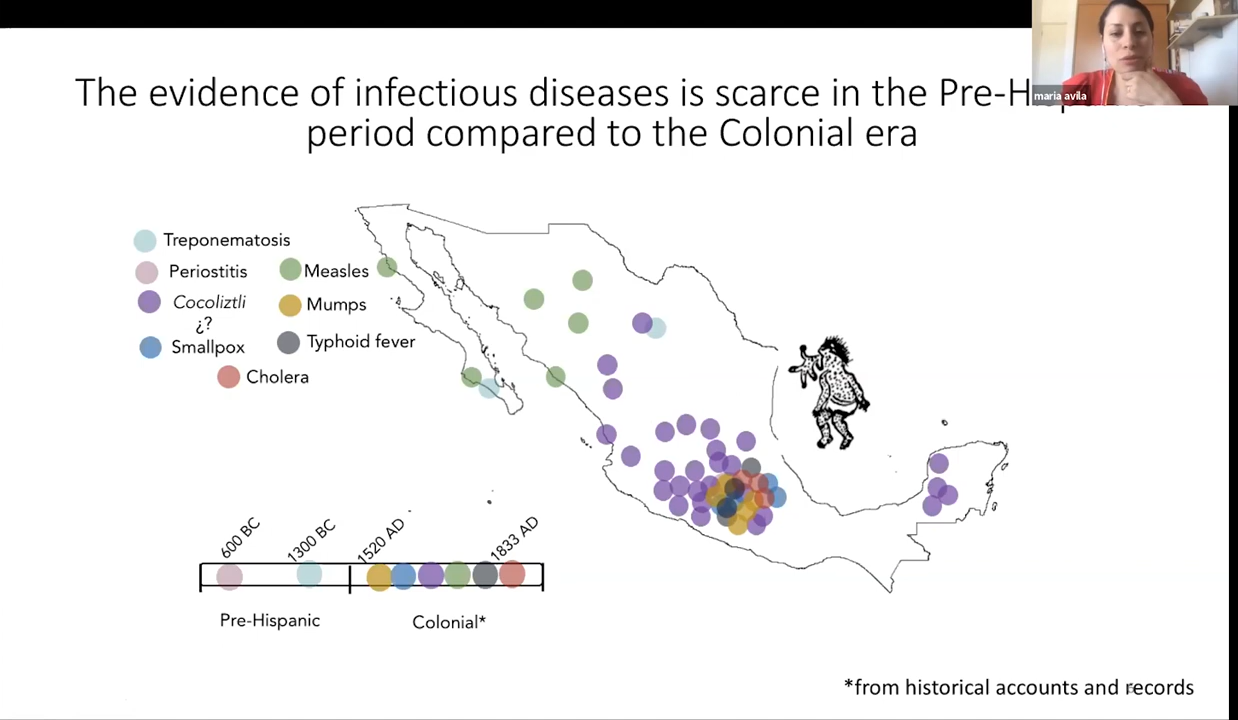 The evidence of infectious diseases is scarce in the
period compared to the Colonial era
maria avila
Treponematosis
Periostitis
Measles
Cocoliztli
Mumps
¿?
Smallpox
Typhoid fever
Cholera
600 BC
1300 BC
1520 AD
1833 AD
Pre-Hispanic
Colonial*
*from historical accounts and records